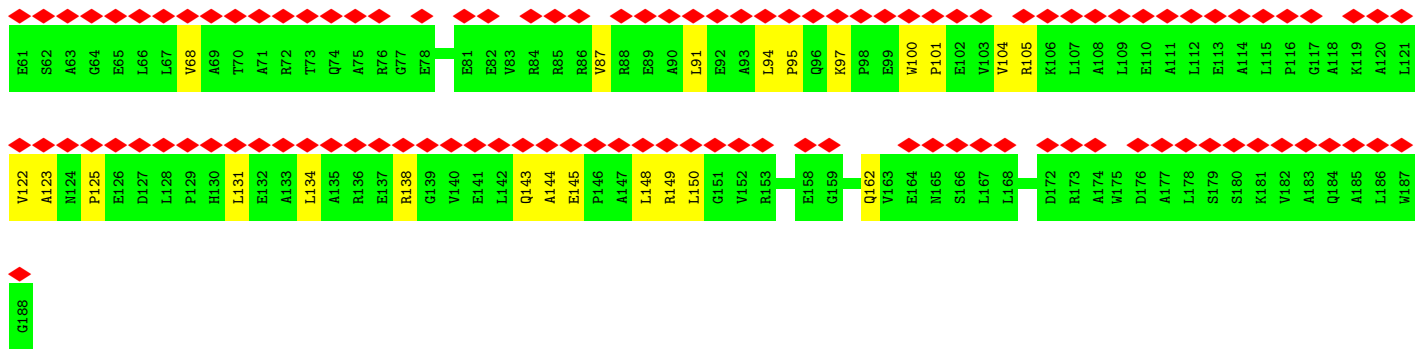 E61 S62 A63 G64 E65 L66 L67 V68 A69 T70 A71 R72 T73 Q74 A75 R76 G77 E78 E81 E82 V83 R84 R85 R86 V87 R88 E89 A90 L91 E92 A93 L94 P95 Q96 K97 P98 E99 W100 P101 E102 V103 V104 R105 K106 L107 A108 L109 E110 A111 L112 E113 A114 L115 P116 G117 A118 K119 A120 L121
V122 A123 N124 P125 E126 D127 L128 P129 H130 L131 E132 A133 L134 A135 R136 E137 R138 G139 V140 E141 L142 Q143 A144 E145 P146 A147 L148 R149 L150 G151 V152 R153 E158 G159 Q162 V163 E164 N165 S166 L167 L168 D172 R173 A174 W175 D176 A177 L178 S179 S180 K181 V182 A183 Q184 A185 L186 W187
G188